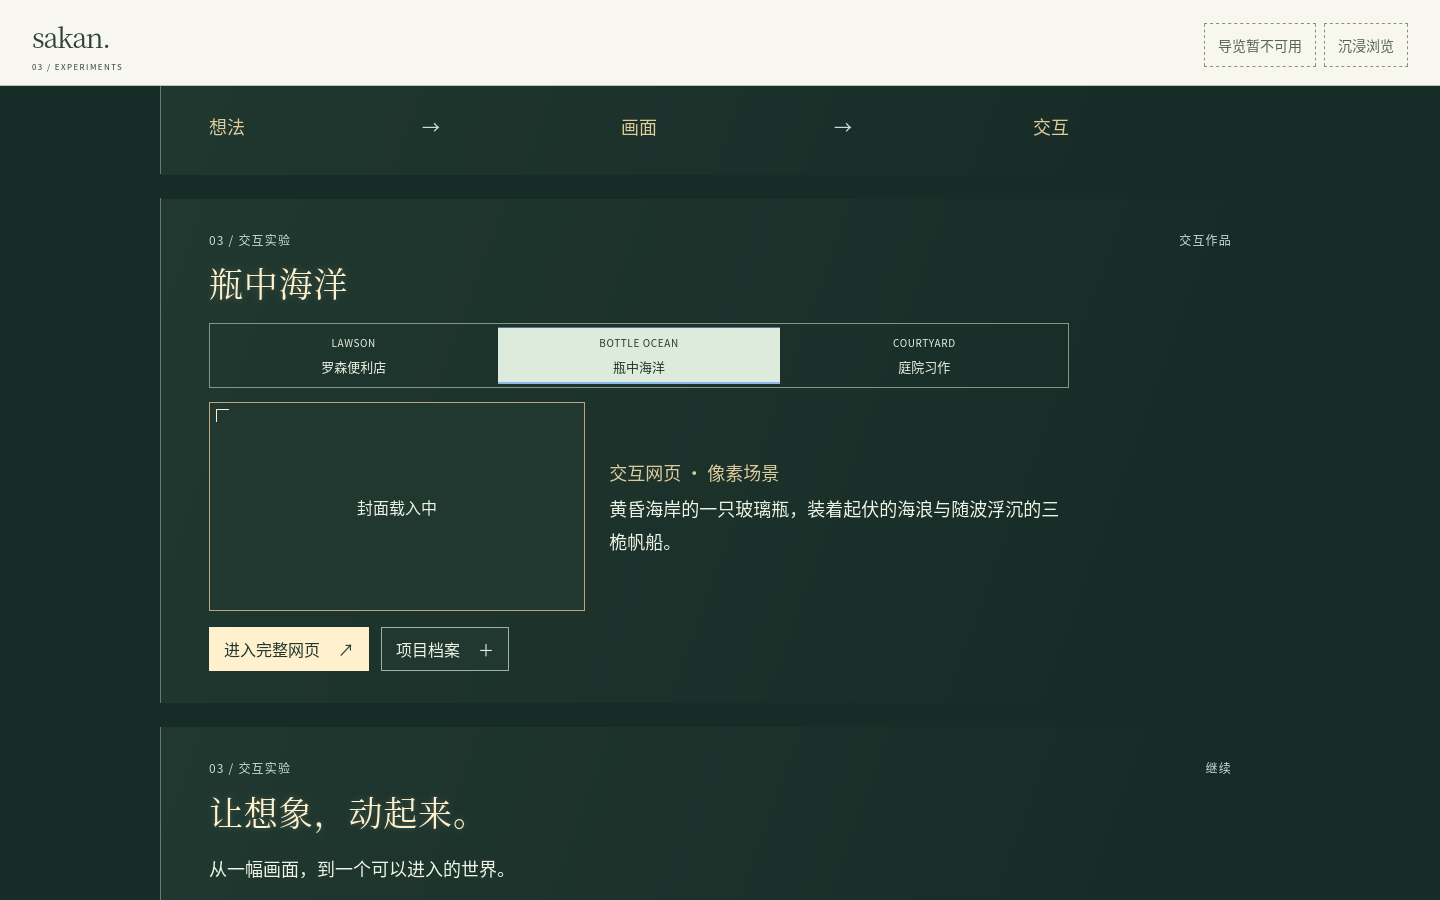 sakan.
03 / EXPERIMENTS
导览暂不可用
沉浸浏览
想法 → 画面 → 交互
03 / 交互实验
交互作品
瓶中海洋
LAWSON
罗森便利店
BOTTLE OCEAN
瓶中海洋
COURTYARD
庭院习作
封面载入中
交互网页 · 像素场景
黄昏海岸的一只玻璃瓶，装着起伏的海浪与随波浮沉的三
桅帆船。
进入完整网页 ↗
项目档案 +
03 / 交互实验
继续
让想象，动起来。
从一幅画面，到一个可以进入的世界。